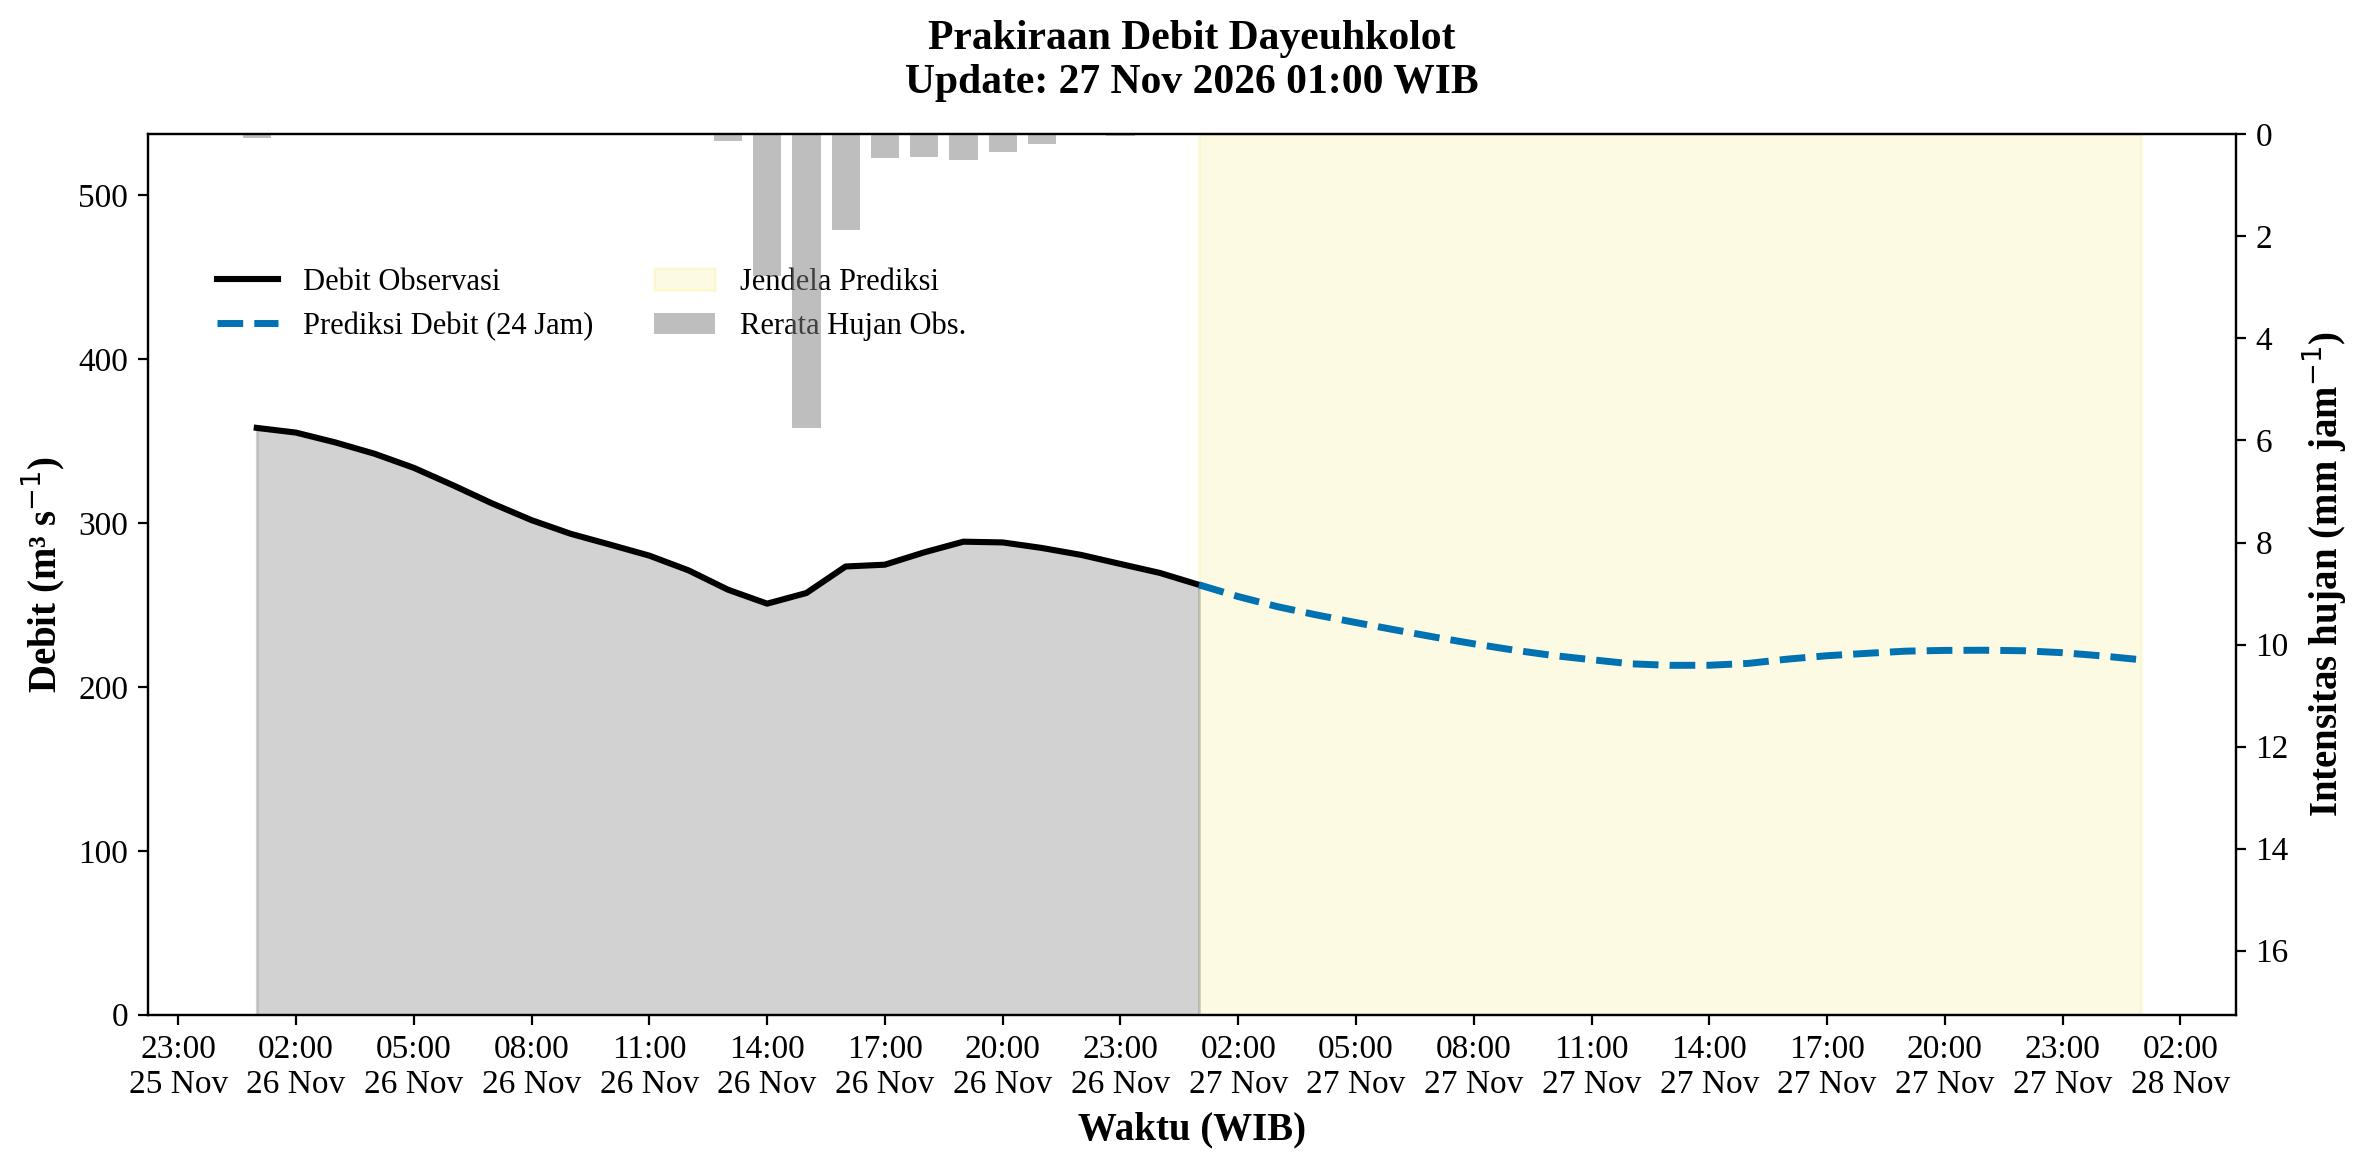 Prakiraan Debit Dayeuhkolot
Update: 27 Nov 2026 01:00 WIB
Debit (m³ s⁻¹)
500
400
300
200
100
0
Debit Observasi
Prediksi Debit (24 Jam)
Jendela Prediksi
Rerata Hujan Obs.
0
2
4
6
8
10
12
14
16
Intensitas hujan (mm jam⁻¹)
23:00 02:00 05:00 08:00 11:00 14:00 17:00 20:00 23:00 02:00 05:00 08:00 11:00 14:00 17:00 20:00 23:00 02:00
25 Nov 26 Nov 26 Nov 26 Nov 26 Nov 26 Nov 26 Nov 26 Nov 26 Nov 27 Nov 27 Nov 27 Nov 27 Nov 27 Nov 27 Nov 27 Nov 27 Nov 28 Nov
Waktu (WIB)